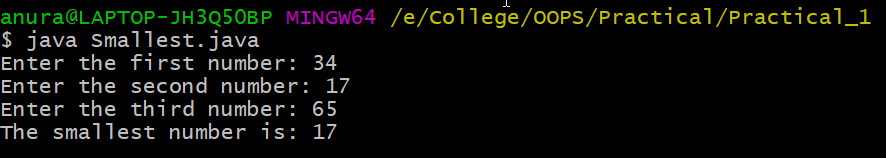 anura@LAPTOP-JH3Q50BP MINGW64 /e/College/OOPS/Practical/Practical_1
$ java Smallest.java
Enter the first number: 34
Enter the second number: 17
Enter the third number: 65
The smallest number is: 17